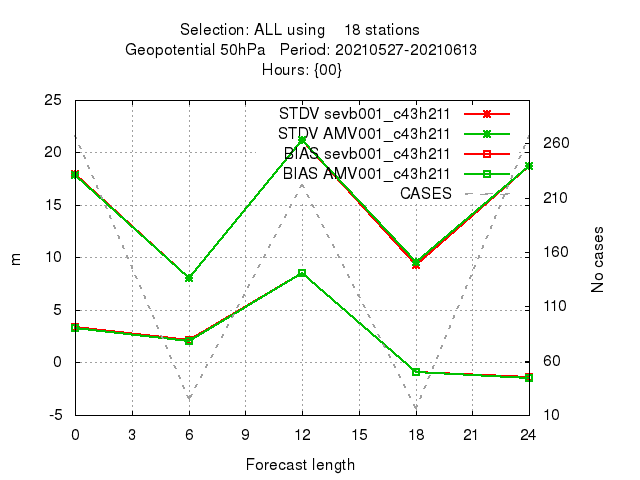 Selection: ALL using 18 stations
Geopotential 50hPa Period: 20210527-20210613
Hours: {00}
STDV sevb001_c43h211
STDV AMV001_c43h211
BIAS sevb001_c43h211
BIAS AMV001_c43h211
CASES
25
20
15
10
5
0
-5
m
260
210
160
110
60
10
No cases
0 3 6 9 12 15 18 21 24
Forecast length